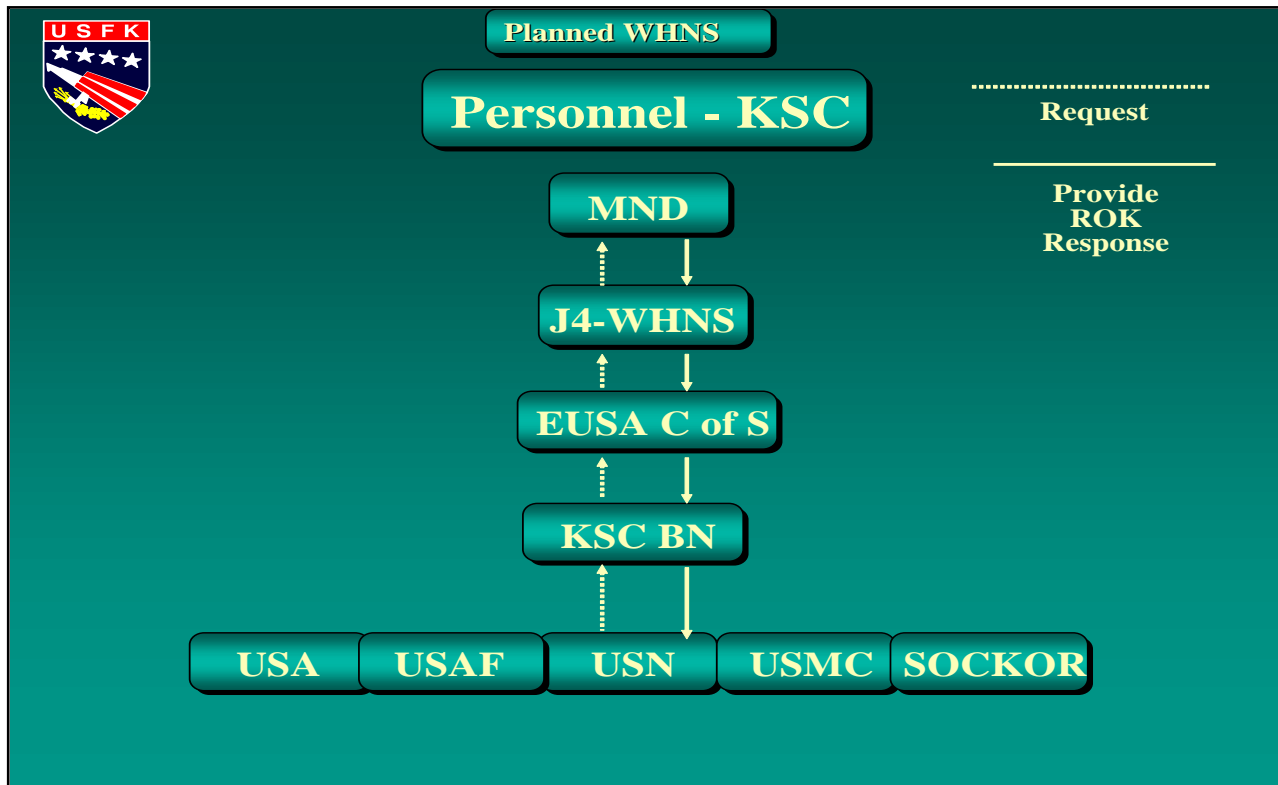 USFK
Planned WHNS
Personnel - KSC
Request
Provide
ROK
Response
MND
J4-WHNS
EUSA C of S
KSC BN
USA
USAF
USN
USMC
SOCKOR